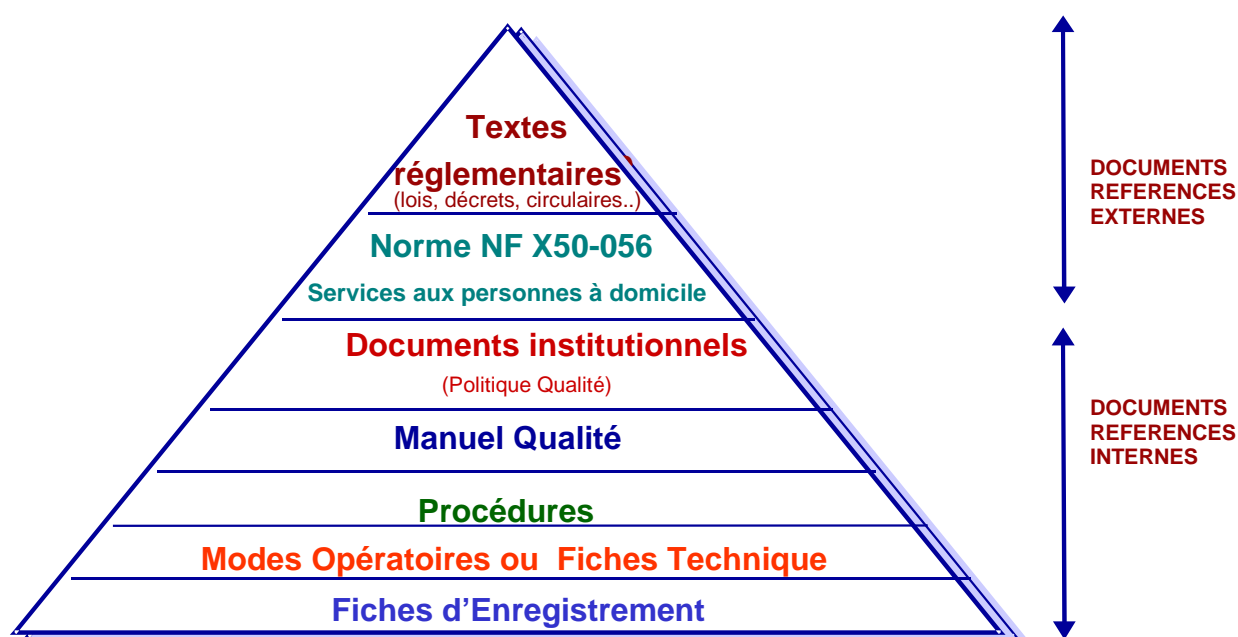 Textes
réglementaires
(lois, décrets, circulaires..)
Norme NF X50-056
Services aux personnes à domicile
Documents institutionnels
(Politique Qualité)
Manuel Qualité
Procédures
Modes Opératoires ou Fiches Technique
Fiches d’Enregistrement
DOCUMENTS
REFERENCES
EXTERNES
DOCUMENTS
REFERENCES
INTERNES